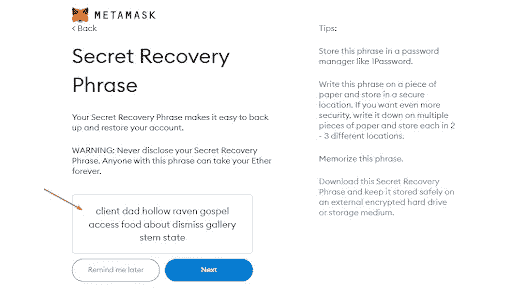 METAMASK
< Back
Secret Recovery
Phrase
Your Secret Recovery Phrase makes it easy to back
up and restore your account.
WARNING: Never disclose your Secret Recovery
Phrase. Anyone with this phrase can take your Ether
forever.
client dad hollow raven gospel
access food about dismiss gallery
stem state
Remind me later
Next
Tips:
Store this phrase in a password
manager like 1Password.
Write this phrase on a piece of
paper and store in a secure
location. If you want even more
security, write it down on multiple
pieces of paper and store each in 2
- 3 different locations.
Memorize this phrase.
Download this Secret Recovery
Phrase and keep it stored safely on
an external encrypted hard drive
or storage medium.